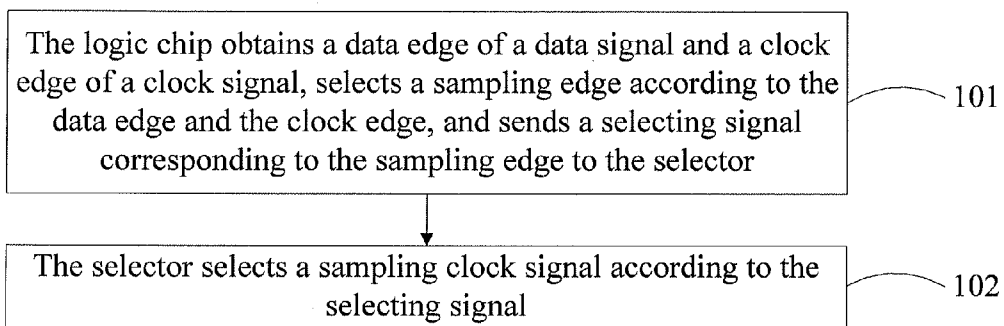 The logic chip obtains a data edge of a data signal and a clock
edge of a clock signal, selects a sampling edge according to the
data edge and the clock edge, and sends a selecting signal
corresponding to the sampling edge to the selector
101
The selector selects a sampling clock signal according to the
selecting signal
102